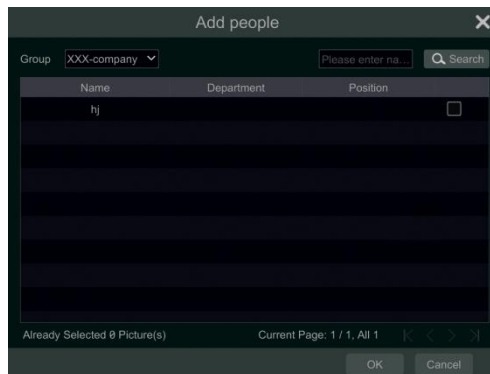 Add people
Group XXX-company Please enter na... Search
Name Department Position
hj
Already Selected 0 Picture(s) Current Page: 1 / 1, All 1
OK Cancel